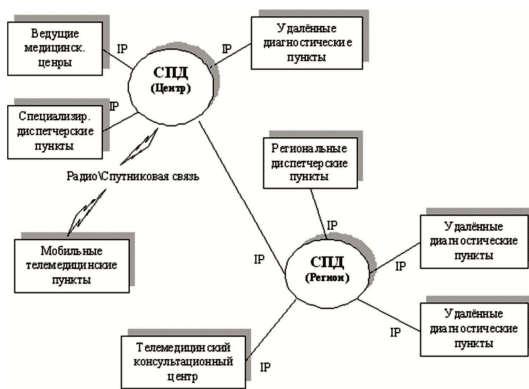 Ведущие
медицинск.
ценры
IP
СПД
(Центр)
IP
Удалённые
диагностические
пункты
Специализир.
диспетчерские
пункты
IP
Радио\Спутниковая связь
Региональные
диспетчерские
пункты
Мобильные
телемедицинские
пункты
IP
IP
СПД
(Регион)
IP
Удалённые
диагностические
пункты
IP
Удалённые
диагностические
пункты
Телемедицинский
консультационный
центр
IP